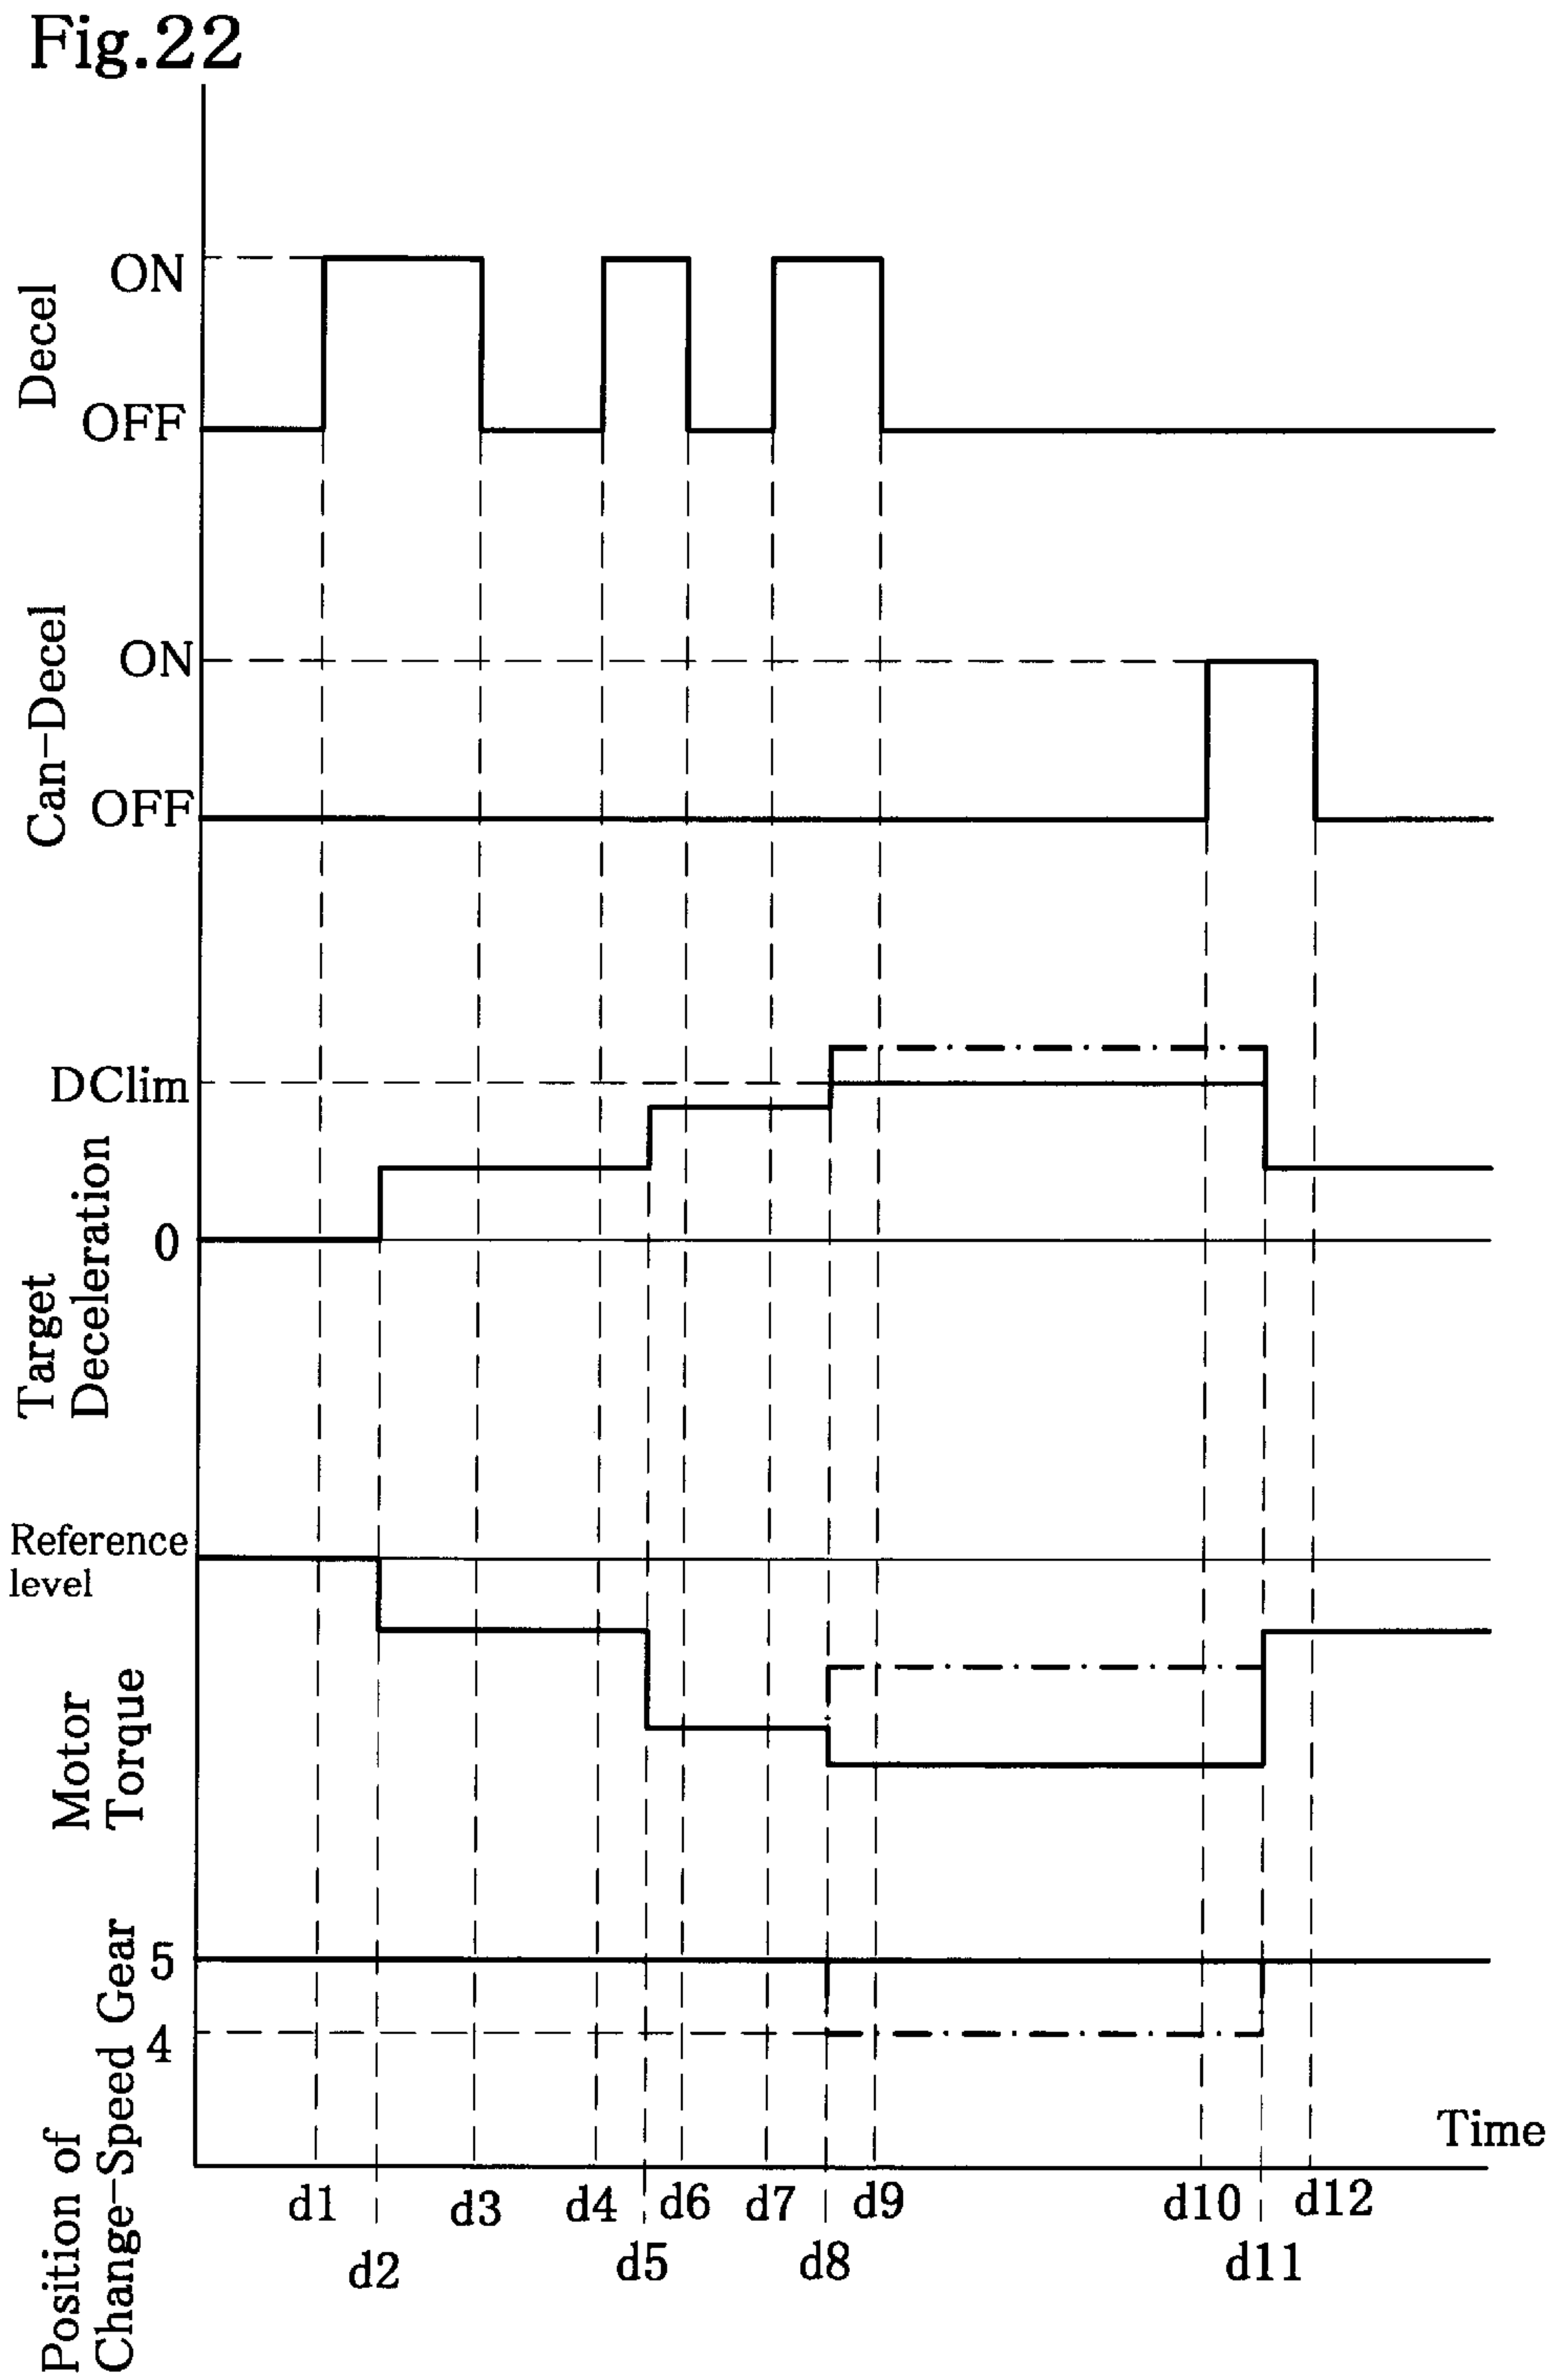 Fig.22
Decel
ON
OFF
Can-Decel
ON
OFF
Target
Deceleration
DClim
0
Reference
level
Motor
Torque
Position of
Change-Speed Gear
5
4
Time
d1
d3
d4
d6
d7
d9
d10
d12
d2
d5
d8
d11